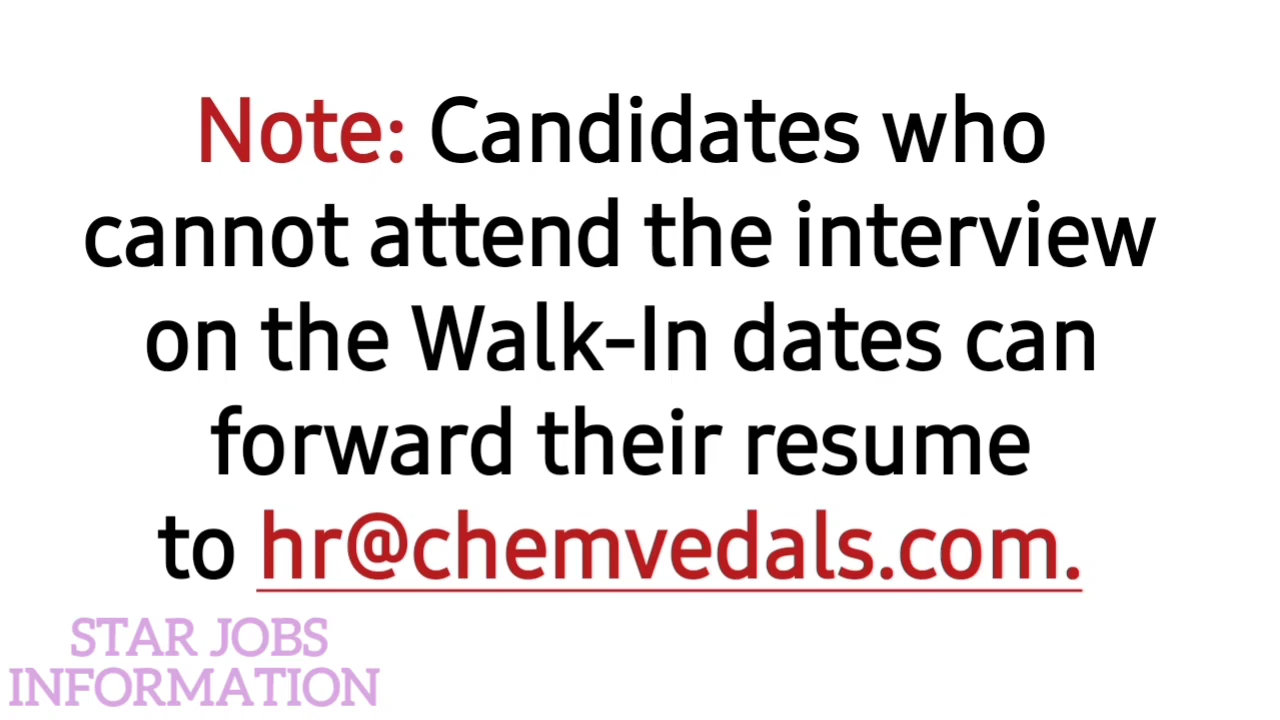 Note: Candidates who
cannot attend the interview
on the Walk-In dates can
forward their resume
to hr@chemvedals.com.
STAR JOBS
INFORMATION